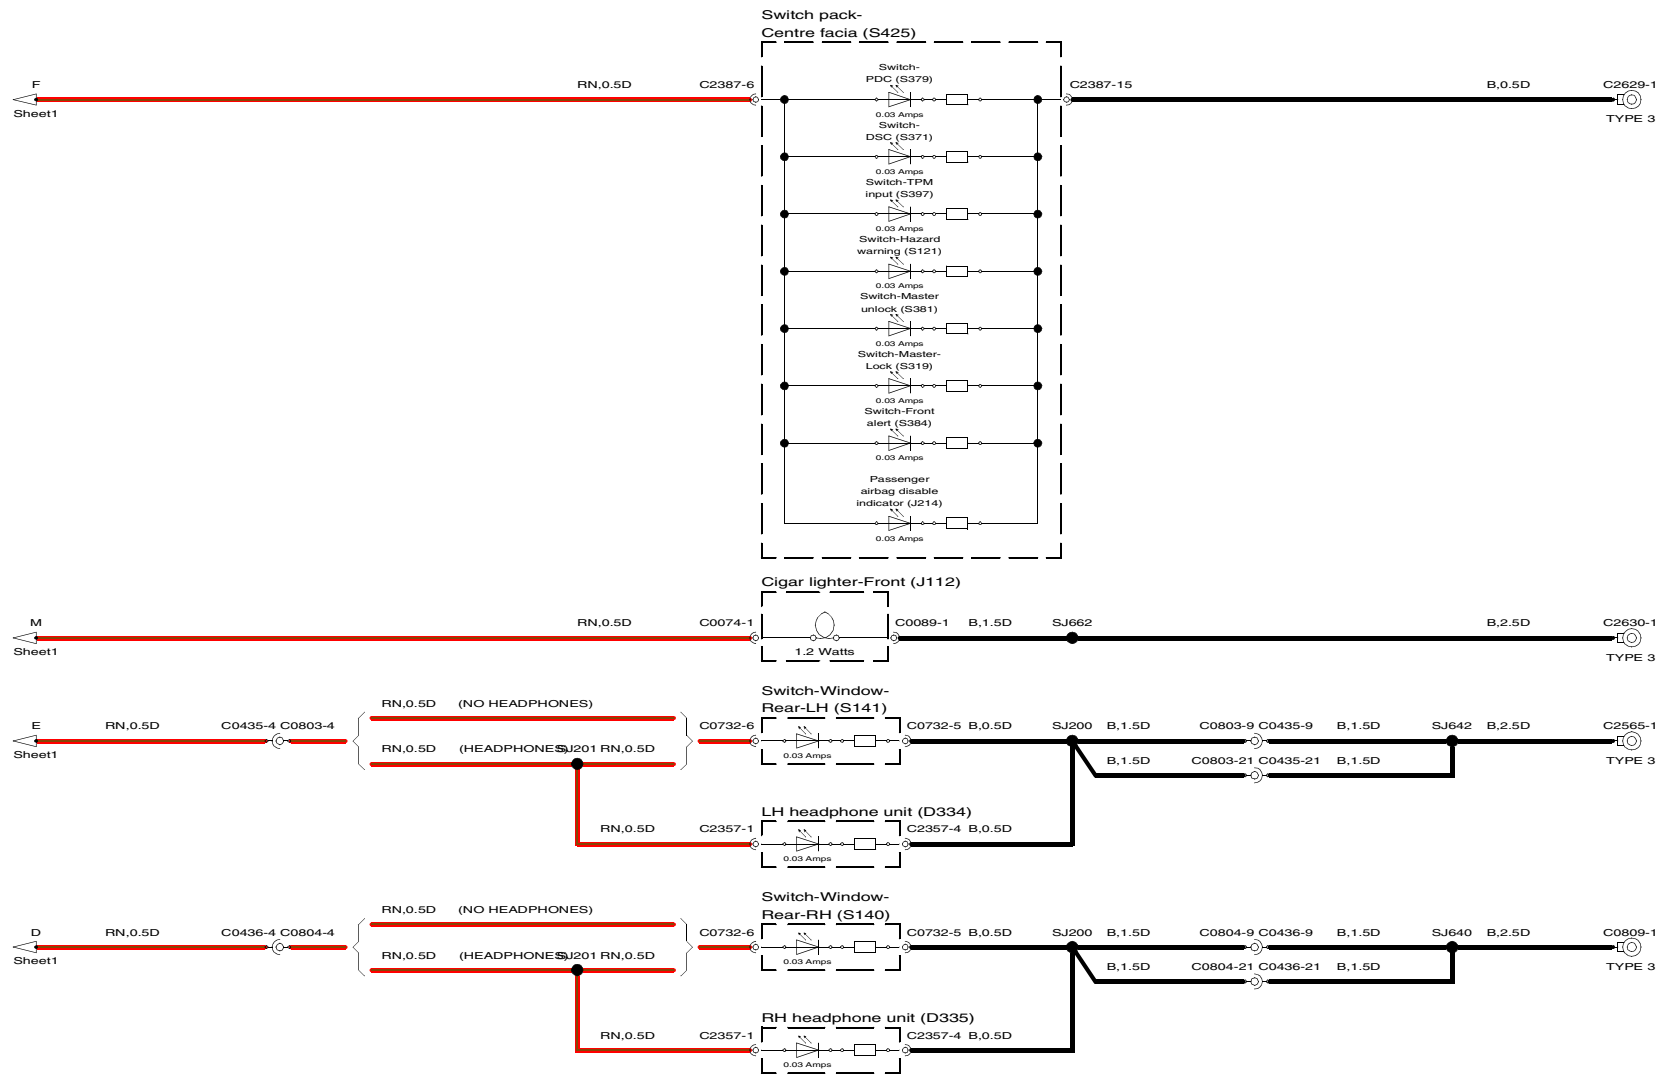 Switch pack-
Centre facia (S425)
F
Sheet1
RN,0.5D
C2387-6
C2387-15
B,0.5D
C2629-1
TYPE 3
Switch-
PDC (S379)
0.03 Amps
Switch-
DSC (S371)
0.03 Amps
Switch-TPM
input (S397)
0.03 Amps
Switch-Hazard
warning (S121)
0.03 Amps
Switch-Master
unlock (S381)
0.03 Amps
Switch-Master-
Lock (S319)
0.03 Amps
Switch-Front
alert (S384)
0.03 Amps
Passenger
airbag disable
indicator (J214)
0.03 Amps
Cigar lighter-Front (J112)
M
Sheet1
RN,0.5D
C0074-1
1.2 Watts
C0089-1
B,1.5D
SJ662
B,2.5D
C2630-1
TYPE 3
Switch-Window-
Rear-LH (S141)
E
Sheet1
RN,0.5D
C0435-4 C0803-4
RN,0.5D (NO HEADPHONES)
RN,0.5D (HEADPHONES)
SJ201 RN,0.5D
C0732-6
0.03 Amps
C0732-5 B,0.5D
SJ200
B,1.5D
C0803-9 C0435-9
B,1.5D
SJ642
B,2.5D
C2565-1
TYPE 3
B,1.5D
C0803-21 C0435-21
B,1.5D
LH headphone unit (D334)
RN,0.5D
C2357-1
0.03 Amps
C2357-4 B,0.5D
Switch-Window-
Rear-RH (S140)
D
Sheet1
RN,0.5D
C0436-4 C0804-4
RN,0.5D (NO HEADPHONES)
RN,0.5D (HEADPHONES)
SJ201 RN,0.5D
C0732-6
0.03 Amps
C0732-5 B,0.5D
SJ200
B,1.5D
C0804-9 C0436-9
B,1.5D
SJ640
B,2.5D
C0809-1
TYPE 3
B,1.5D
C0804-21 C0436-21
B,1.5D
RH headphone unit (D335)
RN,0.5D
C2357-1
0.03 Amps
C2357-4 B,0.5D